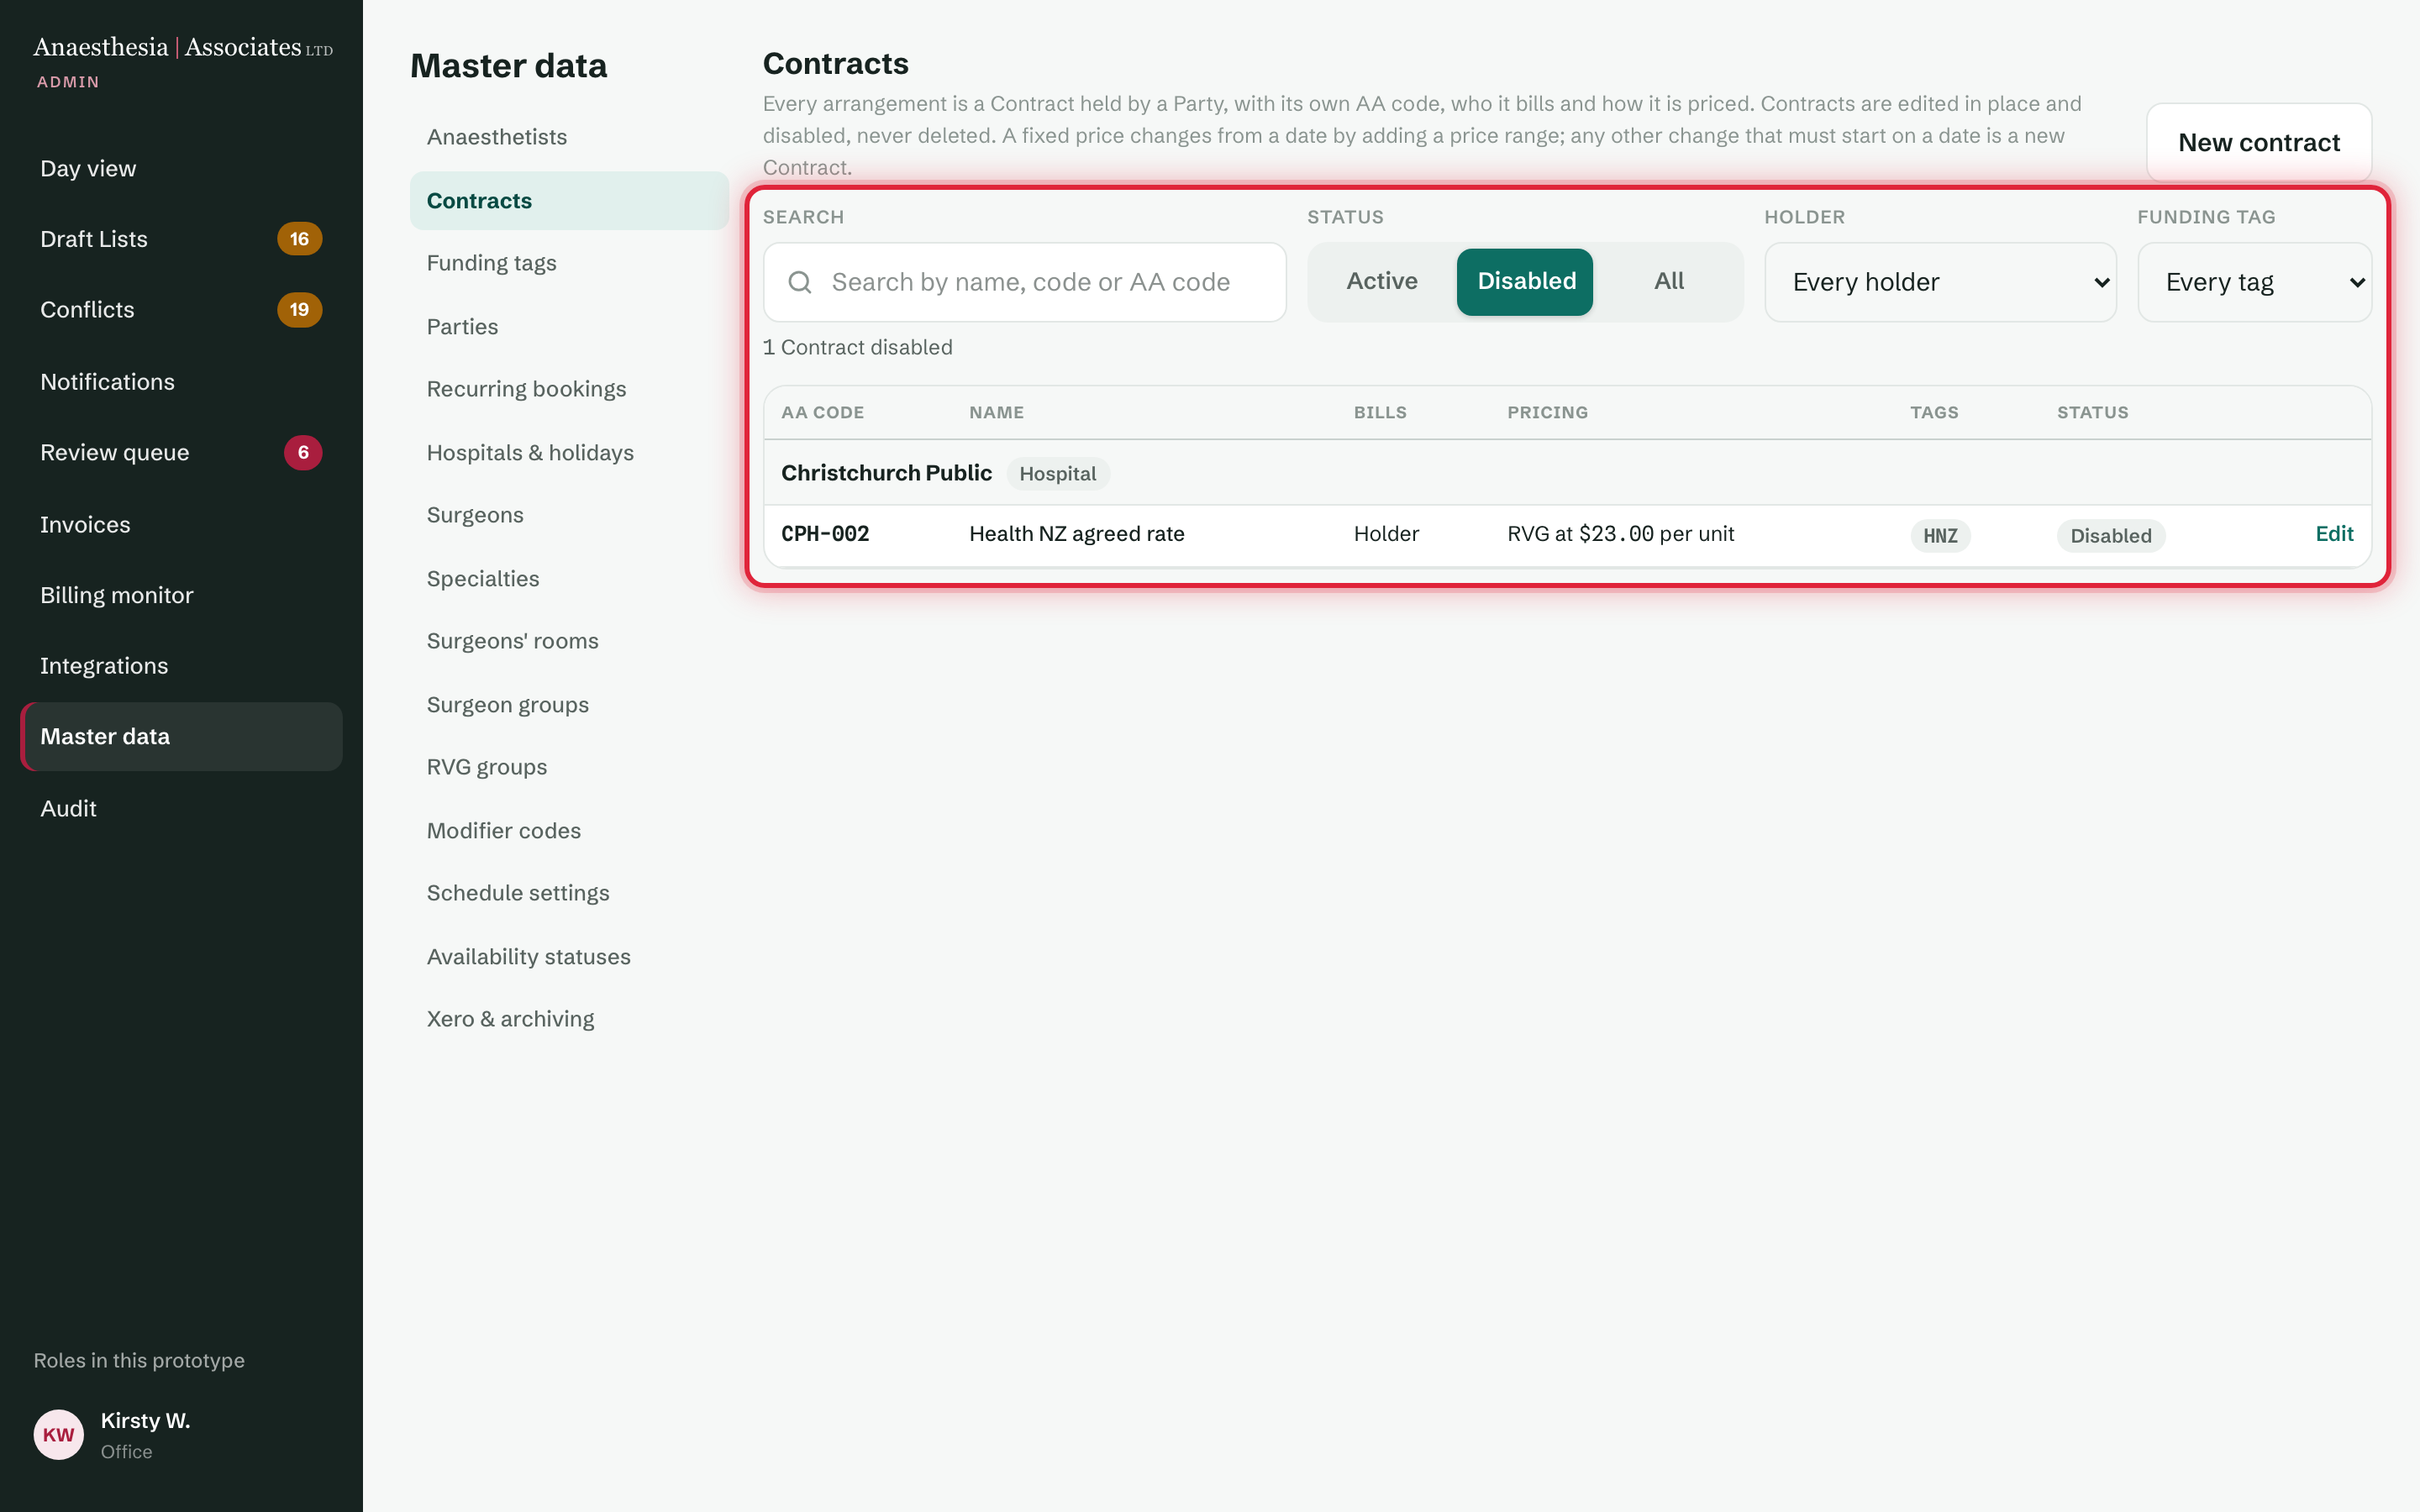 Anaesthesia | Associates LTD
ADMIN
Day view
Draft Lists 16
Conflicts 19
Notifications
Review queue 6
Invoices
Billing monitor
Integrations
Master data
Audit
Roles in this prototype
KW
Kirsty W.
Office
Master data
Anaesthetists
Contracts
Funding tags
Parties
Recurring bookings
Hospitals & holidays
Surgeons
Specialties
Surgeons' rooms
Surgeon groups
RVG groups
Modifier codes
Schedule settings
Availability statuses
Xero & archiving
Contracts
Every arrangement is a Contract held by a Party, with its own AA code, who it bills and how it is priced. Contracts are edited in place and
disabled, never deleted. A fixed price changes from a date by adding a price range; any other change that must start on a date is a new
Contract.
New contract
SEARCH STATUS HOLDER FUNDING TAG
Search by name, code or AA code Active Disabled All Every holder Every tag
1 Contract disabled
AA CODE NAME BILLS PRICING TAGS STATUS
Christchurch Public Hospital
CPH-002 Health NZ agreed rate Holder RVG at $23.00 per unit HNZ Disabled Edit